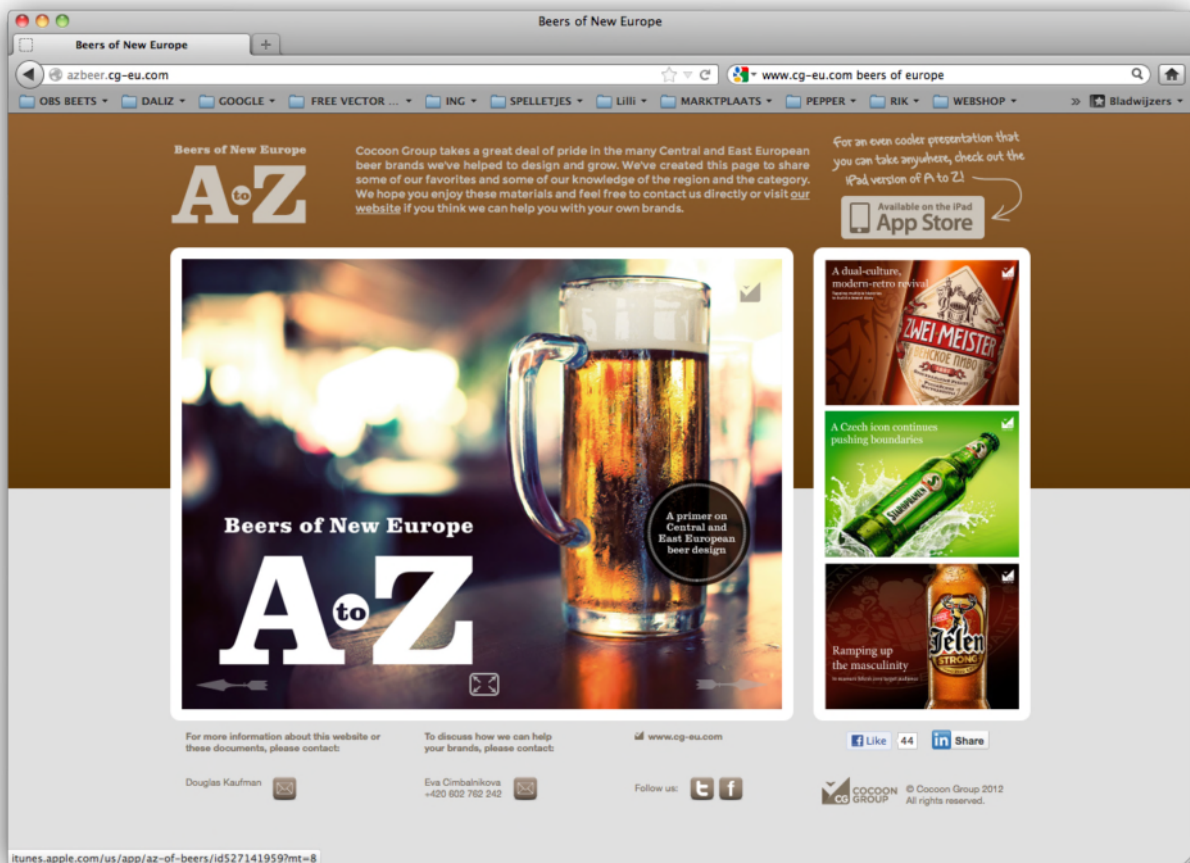 Beers of New Europe
Beers of New Europe
azbeer.cg-eu.com
www.cg-eu.com beers of europe
OBS BEETS
DALIZ
GOOGLE
FREE VECTOR ...
ING
SPELLETJES
Lilli
MARKTPLAATS
PEPPER
RIK
WEBSHOP
Bladwijzers
Beers of New Europe
A to Z
Cocoon Group takes a great deal of pride in the many Central and East European
beer brands we've helped to design and grow. We've created this page to share
some of our favorites and some of our knowledge of the region and the category.
We hope you enjoy these materials and feel free to contact us directly or visit our
website if you think we can help you with your own brands.
For an even cooler presentation that
you can take anywhere, check out the
iPad version of A to Z!
Available on the iPad
App Store
A primer on
Central and
East European
beer design
Beers of New Europe
A to Z
A dual-culture,
modern-retro revival
ZWEI MEISTER
ВЕНСКОЕ ПИВО
A Czech icon continues
pushing boundaries
STAROPRAMEN
Jelen
STRONG
Ramping up
the masculinity
For more information about this website or
these documents, please contact:
Douglas Kaufman
To discuss how we can help
your brands, please contact:
Eva Cimbalnikova
+420 602 762 242
www.cg-eu.com
Follow us:
Like 44
in Share
CG COCOON
GROUP
© Cocoon Group 2012
All rights reserved.
itunes.apple.com/us/app/az-of-beers/id527141959?mt=8